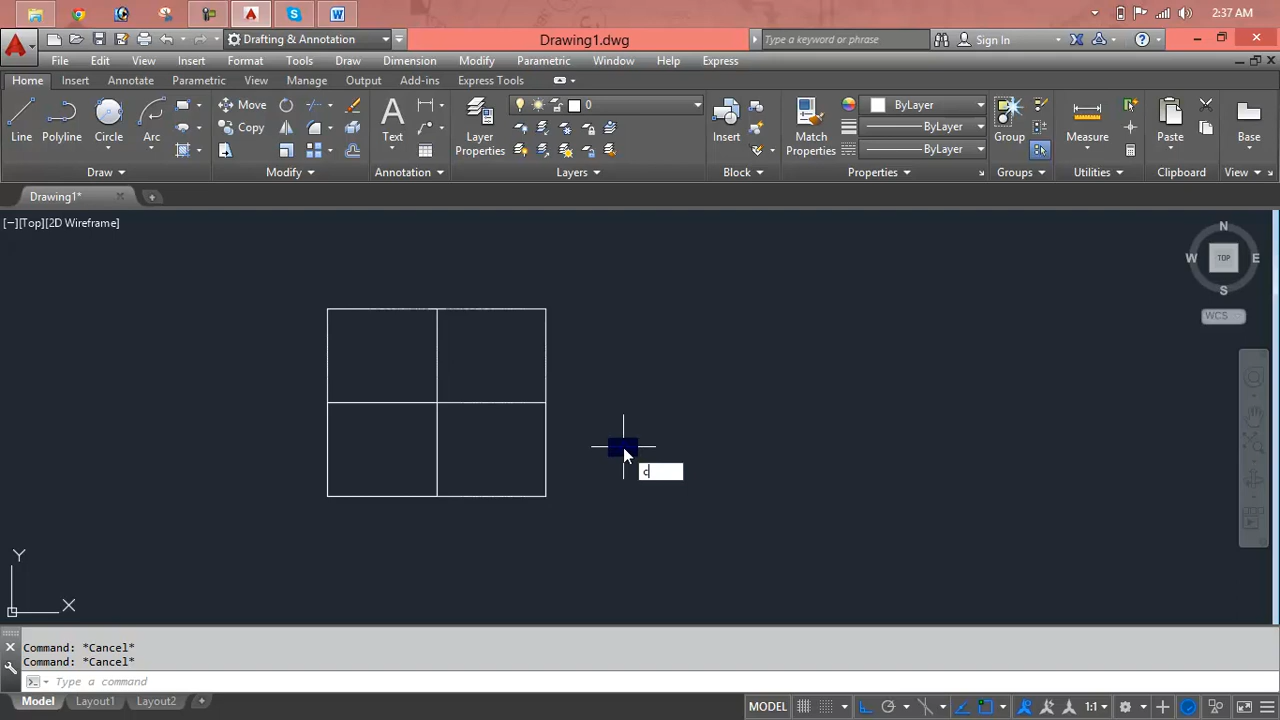 2:37 AM
Drafting & Annotation
Drawing1.dwg
Type a keyword or phrase
Sign In
File Edit View Insert Format Tools Draw Dimension Modify Parametric Window Help Express
Home Insert Annotate Parametric View Manage Output Add-ins Express Tools
Move
0
ByLayer
Copy
ByLayer
Line Polyline Circle Arc Text Layer Properties Insert Match Properties Group Measure Paste Base
ByLayer
Draw Modify Annotation Layers Block Properties Groups Utilities Clipboard View
Drawing1*
[−][Top][2D Wireframe]
N
W TOP E
S
WCS
c
Y
X
Command: *Cancel*
Command: *Cancel*
Type a command
Model Layout1 Layout2 +
MODEL 1:1